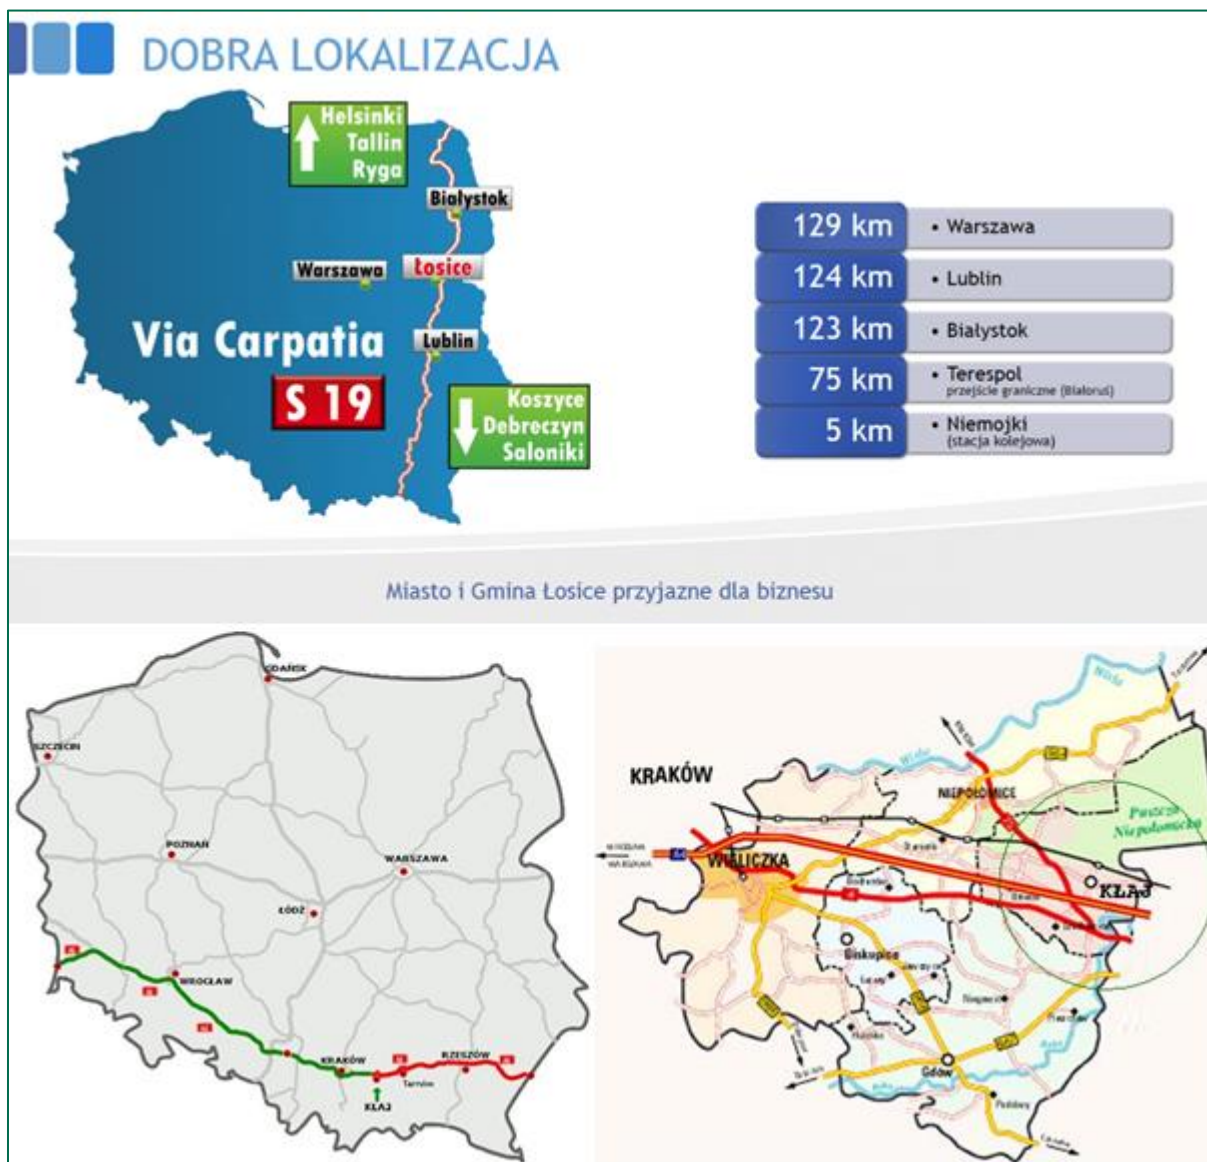 DOBRA LOKALIZACJA
Helsinki
Tallin
Ryga
Białystok
Warszawa
Łosice
Via Carpatia
Lublin
S 19
Koszyce
Debreczyn
Saloniki
129 km
• Warszawa
124 km
• Lublin
123 km
• Białystok
75 km
• Terespol
przejście graniczne (Białoruś)
5 km
• Niemojki
(stacja kolejowa)
Miasto i Gmina Łosice przyjazne dla biznesu
GDAŃSK
SZCZECIN
POZNAŃ
WARSZAWA
ŁÓDŹ
WROCŁAW
KRAKÓW
RZESZÓW
Tarnów
KŁAJ
KRAKÓW
Wisła
NIEPOŁOMICE
Puszcza
Niepołomicka
WIELICZKA
KŁAJ
Biskupice
Gdów